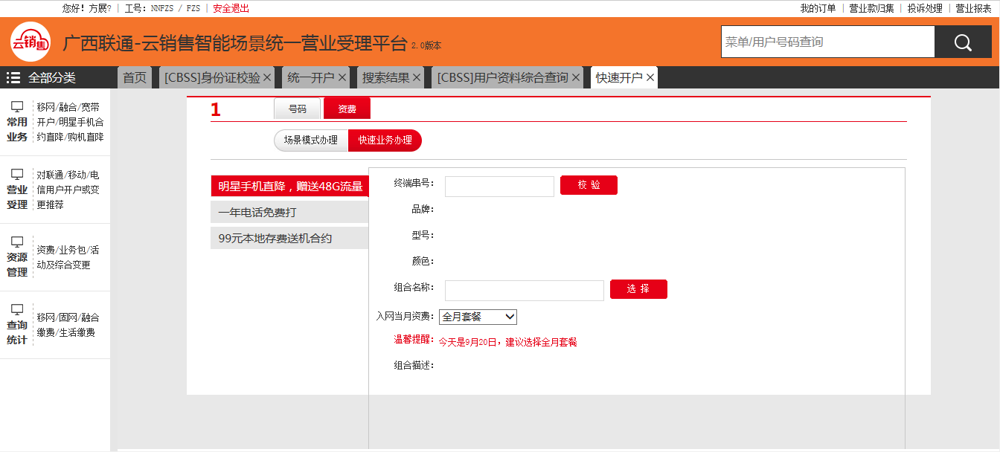 您好! 方展? | 工号: NNFZS / FZS | 安全退出
我的订单 | 营业款归集 | 投诉处理 | 营业报表
云销售
广西联通-云销售智能场景统一营业受理平台 2.0版本
菜单/用户号码查询
全部分类
首页
[CBSS]身份证校验 ×
统一开户 ×
搜索结果 ×
[CBSS]用户资料综合查询 ×
快速开户 ×
常用
业务
移网/融合/宽带
开户/明星手机合
约直降/购机直降
营业
受理
对联通/移动/电
信用户开户或变
更推荐
资源
管理
资费/业务包/活
动及综合变更
查询
统计
移网/固网/融合
缴费/生活缴费
1
号码
资费
场景模式办理
快速业务办理
明星手机直降，赠送48G流量
一年电话免费打
99元本地存费送机合约
终端串号:
校 验
品牌:
型号:
颜色:
组合名称:
选 择
入网当月资费: 全月套餐
温馨提醒: 今天是9月20日，建议选择全月套餐
组合描述: